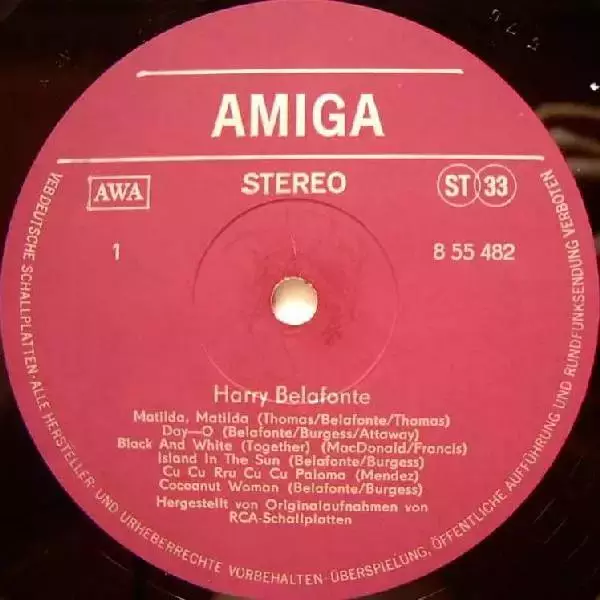 AMIGA
AWA
STEREO
ST 33
1
8 55 482
Harry Belafonte
Matilda, Matilda (Thomas/Belafonte/Thomas)
Day—O (Belafonte/Burgess/Attaway)
Black And White (Together) (MacDonald/Francis)
Island In The Sun (Belafonte/Burgess)
Cu Cu Rru Cu Cu Paloma (Mendez)
Cocoanut Woman (Belafonte/Burgess)
Hergestellt von Originalaufnahmen von
RCA-Schallplatten
VEB DEUTSCHE SCHALLPLATTEN · ALLE HERSTELLER- UND URHEBERRECHTE VORBEHALTEN · ÜBERSPIELUNG, ÖFFENTLICHE AUFFÜHRUNG UND RUNDFUNKSENDUNG VERBOTEN